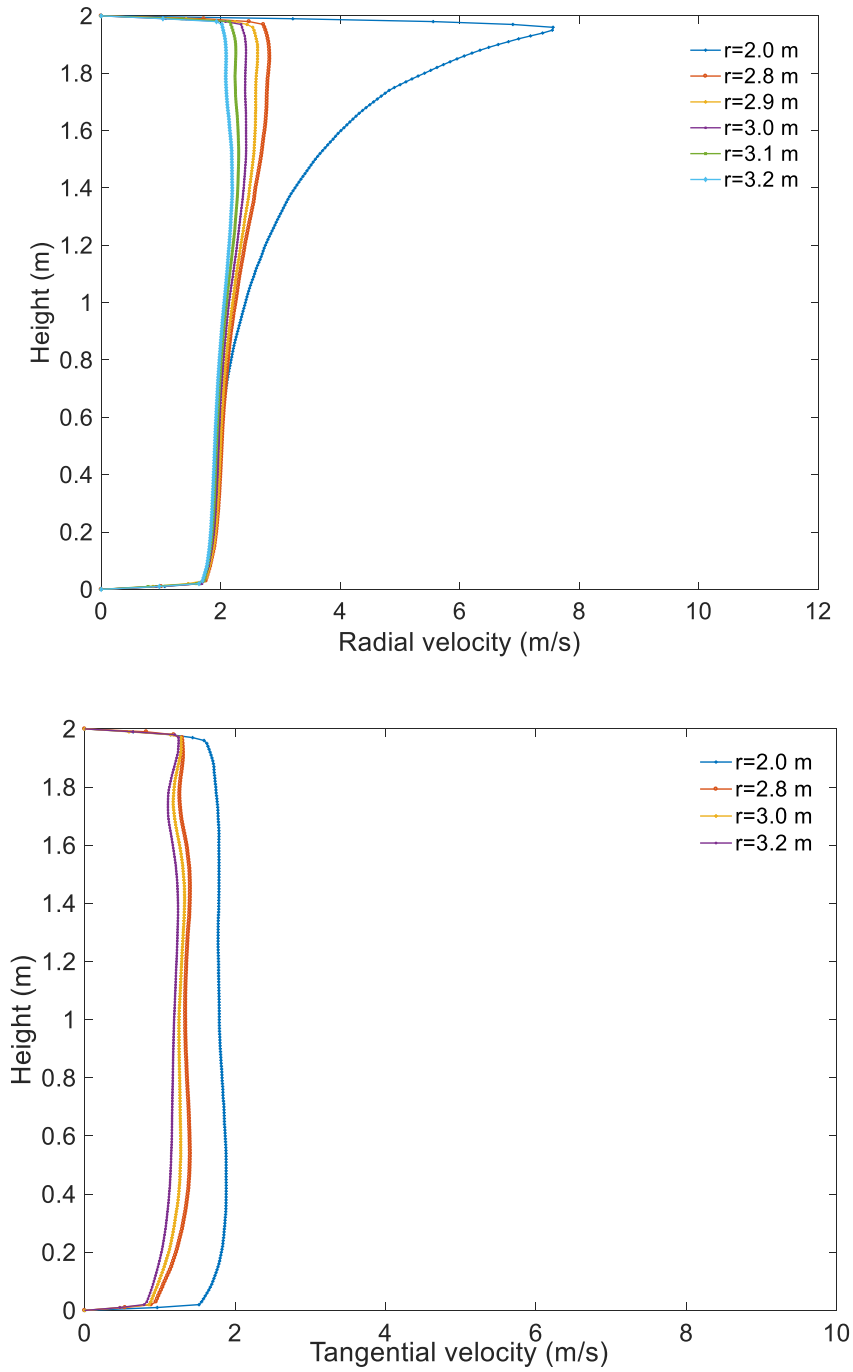 2
1.8
1.6
1.4
1.2
1
0.8
0.6
0.4
0.2
0
Height (m)
r=2.0 m
r=2.8 m
r=2.9 m
r=3.0 m
r=3.1 m
r=3.2 m
0 2 4 6 8 10 12
Radial velocity (m/s)
2
1.8
1.6
1.4
1.2
1
0.8
0.6
0.4
0.2
0
Height (m)
r=2.0 m
r=2.8 m
r=3.0 m
r=3.2 m
0 2 4 6 8 10
Tangential velocity (m/s)